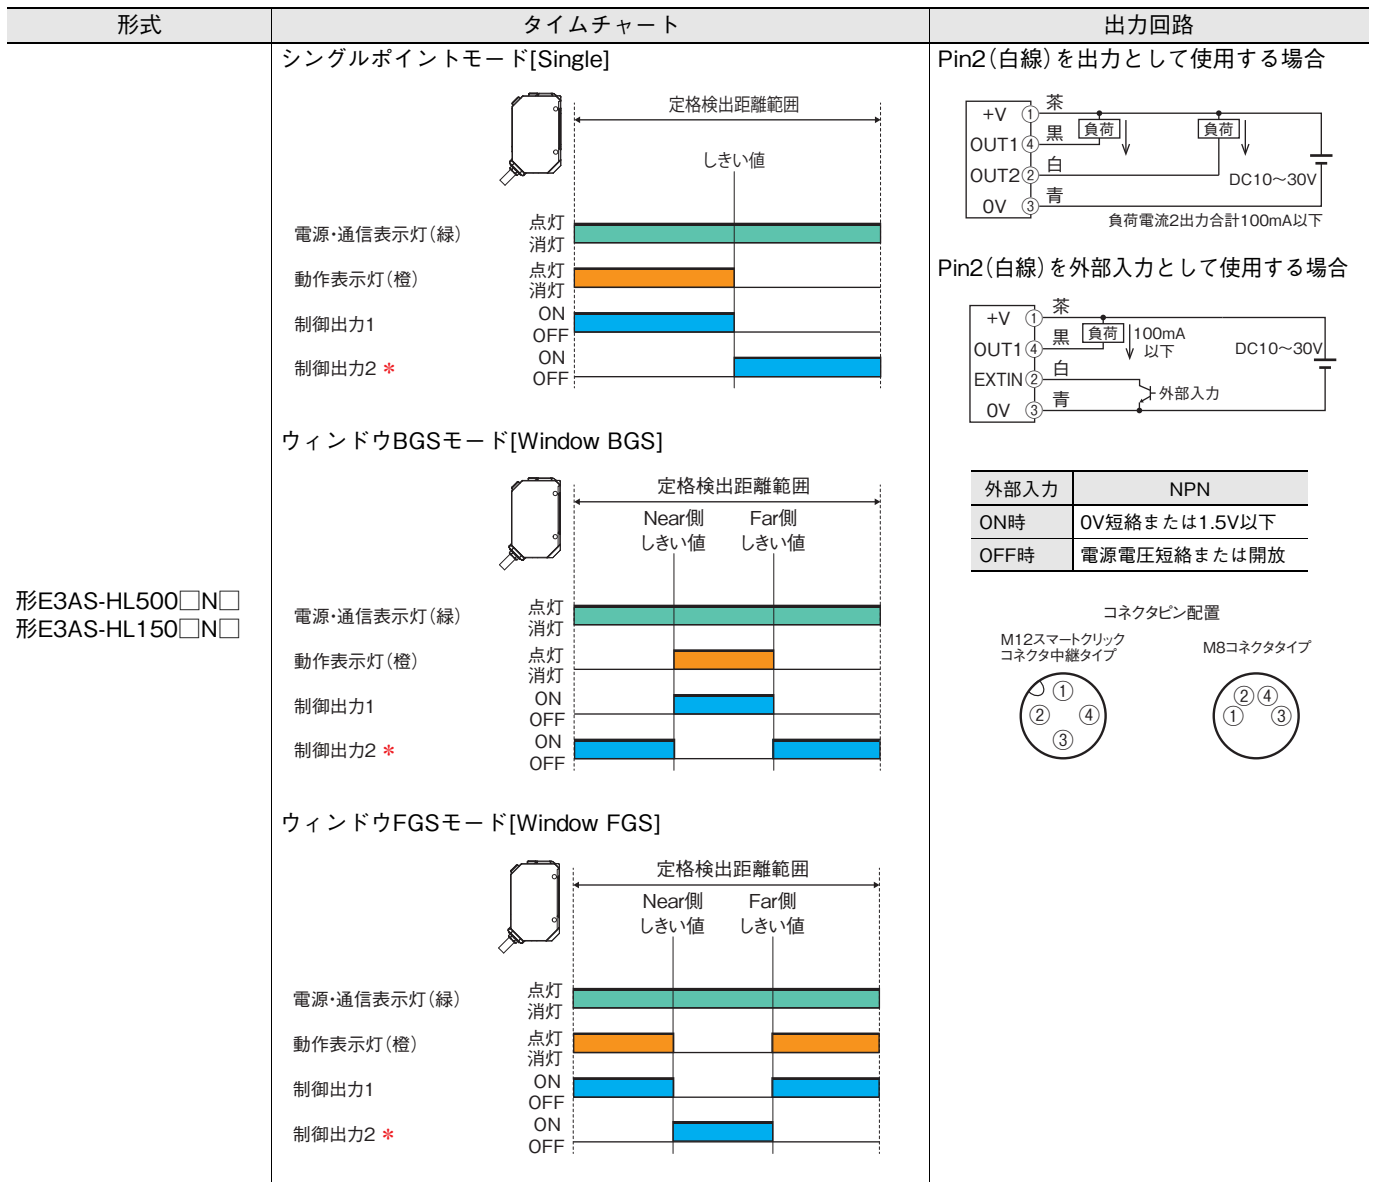 形式
タイムチャート
出力回路
形E3AS-HL500□N□
形E3AS-HL150□N□
シングルポイントモード[Single]
定格検出距離範囲
しきい値
電源・通信表示灯(緑)
点灯
消灯
動作表示灯(橙)
点灯
消灯
制御出力1
ON
OFF
制御出力2 *
ON
OFF
ウィンドウBGSモード[Window BGS]
定格検出距離範囲
Near側
しきい値
Far側
しきい値
電源・通信表示灯(緑)
点灯
消灯
動作表示灯(橙)
点灯
消灯
制御出力1
ON
OFF
制御出力2 *
ON
OFF
ウィンドウFGSモード[Window FGS]
定格検出距離範囲
Near側
しきい値
Far側
しきい値
電源・通信表示灯(緑)
点灯
消灯
動作表示灯(橙)
点灯
消灯
制御出力1
ON
OFF
制御出力2 *
ON
OFF
Pin2(白線)を出力として使用する場合
+V ① 茶
OUT1 ④ 黒 負荷 負荷
OUT2 ② 白
0V ③ 青
DC10〜30V
負荷電流2出力合計100mA以下
Pin2(白線)を外部入力として使用する場合
+V ① 茶
OUT1 ④ 黒 負荷 100mA
以下
EXTIN ② 白
0V ③ 青
DC10〜30V
外部入力
外部入力 NPN
ON時 0V短絡または1.5V以下
OFF時 電源電圧短絡または開放
コネクタピン配置
M12スマートクリック
コネクタ中継タイプ
① ② ④ ③
M8コネクタタイプ
② ④ ① ③